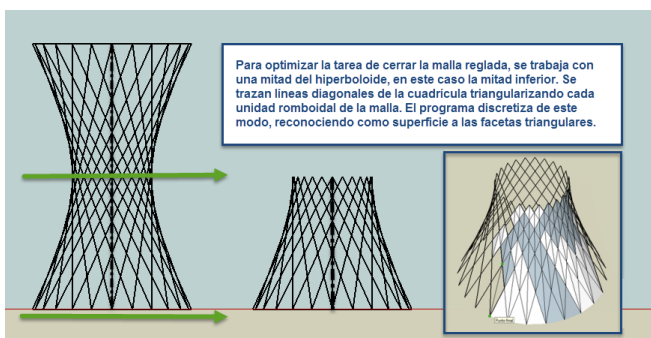 Para optimizar la tarea de cerrar la malla reglada, se trabaja con
una mitad del hiperboloide, en este caso la mitad inferior. Se
trazan lineas diagonales de la cuadricula triangularizando cada
unidad romboidal de la malla. El programa discretiza de este
modo, reconociendo como superficie a las facetas triangulares.